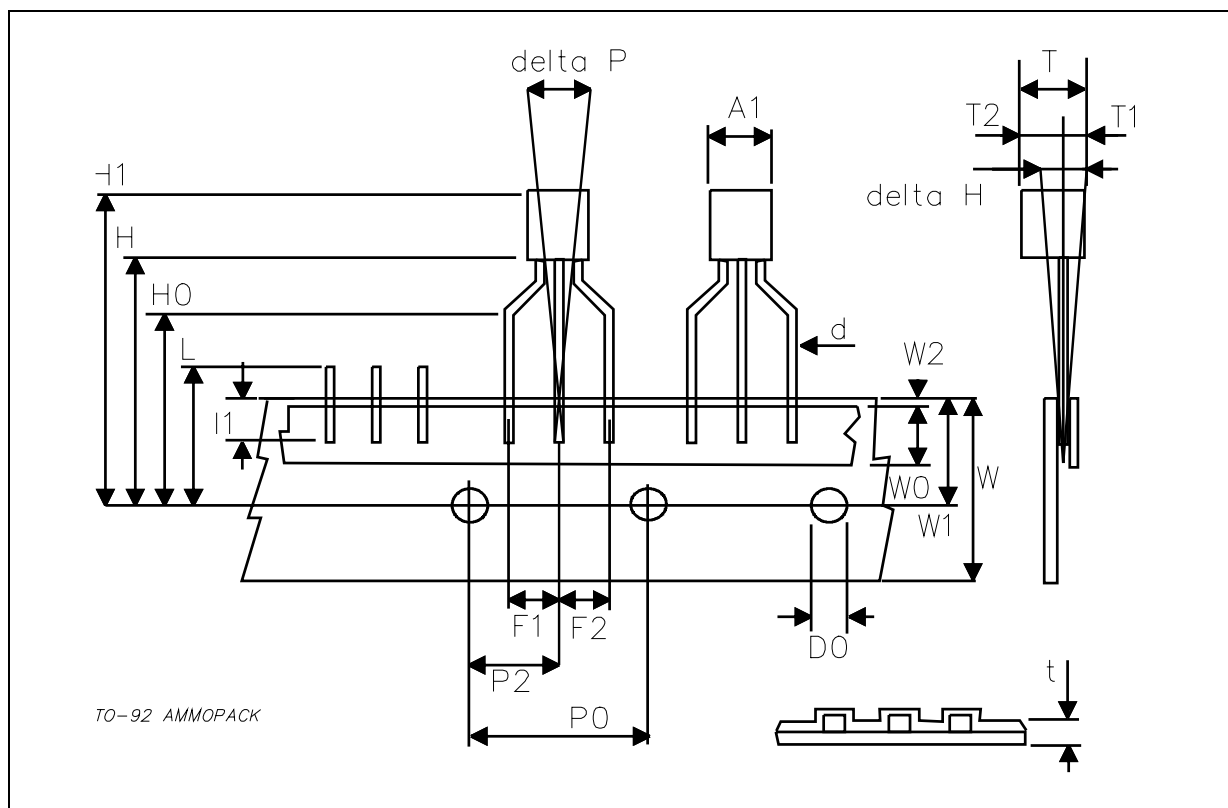 delta P
T
A1
T2
T1
H1
delta H
H
H0
L
d
W2
I1
W0
W
W1
F1
F2
D0
P2
t
P0
TO-92 AMMOPACK